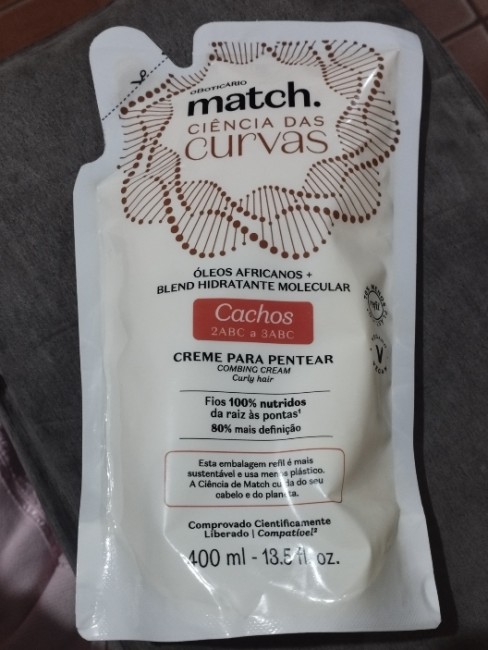 OBOTICÁRIO
match.
CIÊNCIA DAS
curvas
ÓLEOS AFRICANOS +
BLEND HIDRATANTE MOLECULAR
Cachos
2ABC a 3ABC
CREME PARA PENTEAR
COMBING CREAM
Curly hair
Fios 100% nutridos
da raiz às pontas¹
80% mais definição
Esta embalagem refil é mais
sustentável e usa menos plástico.
A Ciência de Match cuida do seu
cabelo e do planeta.
Comprovado Cientificamente
Liberado | Compatível²
400 ml - 13.5 fl. oz.
VEGAN